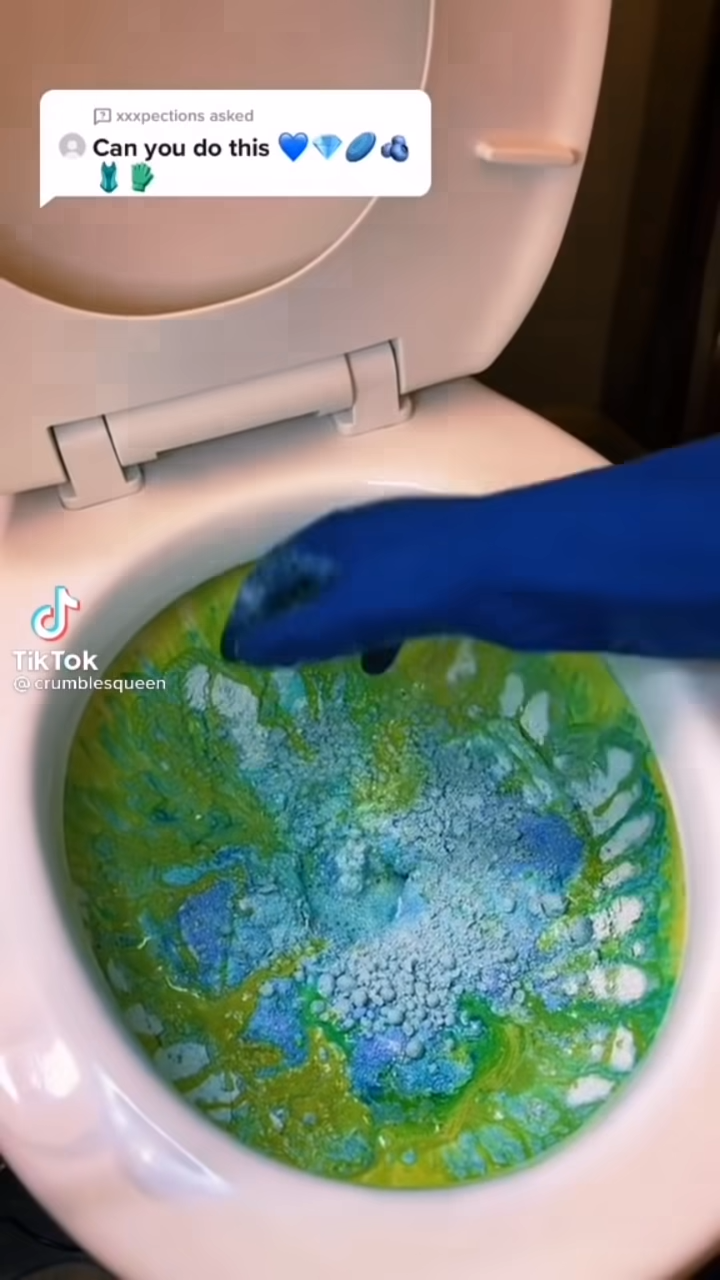 xxxpections asked
Can you do this 💙💎🥏🫐
🩱🧤
TikTok
@crumblesqueen